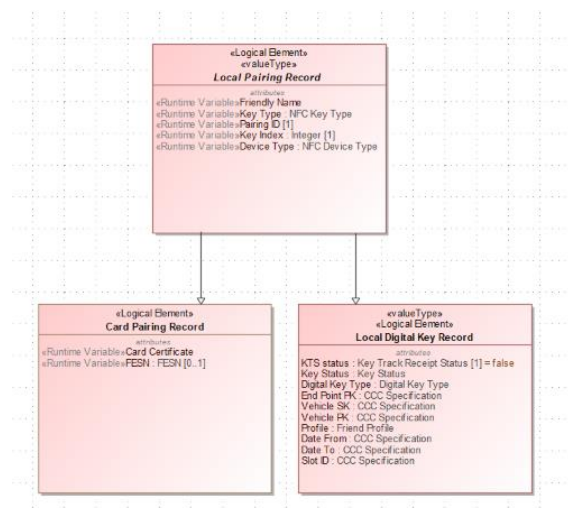 «Logical Element»
«valueType»
Local Pairing Record
attributes
«Runtime Variable»Friendly Name
«Runtime Variable»Key Type : NFC Key Type
«Runtime Variable»Pairing ID [1]
«Runtime Variable»Key Index : Integer [1]
«Runtime Variable»Device Type : NFC Device Type
«Logical Element»
Card Pairing Record
attributes
«Runtime Variable»Card Certificate
«Runtime Variable»FESN : FESN [0..1]
«valueType»
«Logical Element»
Local Digital Key Record
attributes
KTS status : Key Track Receipt Status [1] = false
Key Status : Key Status
Digital Key Type : Digital Key Type
End Point PK : CCC Specification
Vehicle SK : CCC Specification
Vehicle PK : CCC Specification
Profile : Friend Profile
Date From : CCC Specification
Date To : CCC Specification
Slot ID : CCC Specification